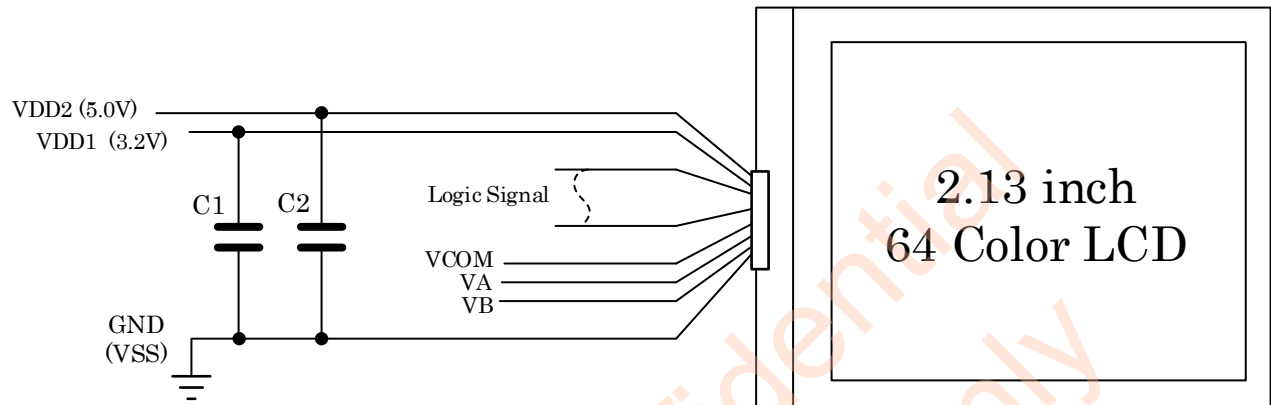 VDD2 (5.0V)
VDD1 (3.2V)
C1
C2
Logic Signal
VCOM
VA
VB
GND
(VSS)
2.13 inch
64 Color LCD